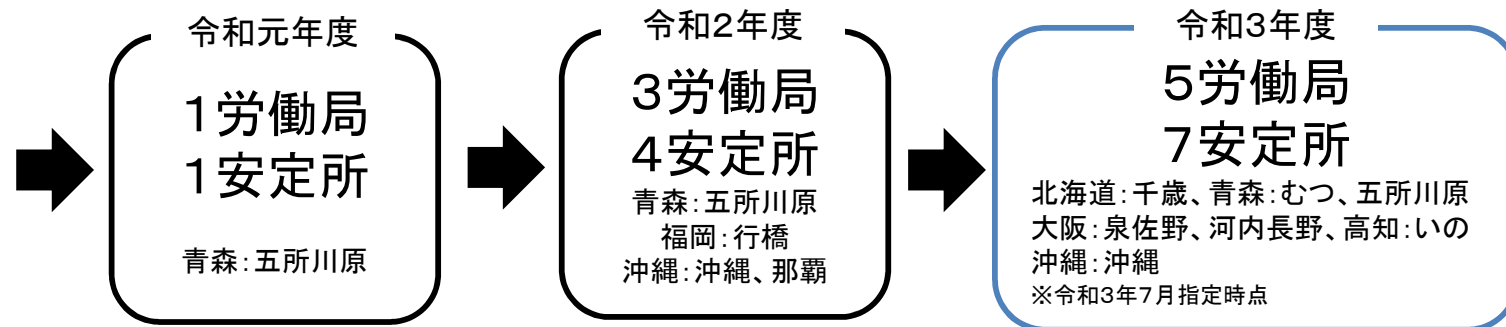 令和元年度
1労働局
1安定所
青森：五所川原
令和2年度
3労働局
4安定所
青森：五所川原
福岡：行橋
沖縄：沖縄、那覇
令和3年度
5労働局
7安定所
北海道：千歳、青森：むつ、五所川原
大阪：泉佐野、河内長野、高知：いの
沖縄：沖縄
※令和3年7月指定時点